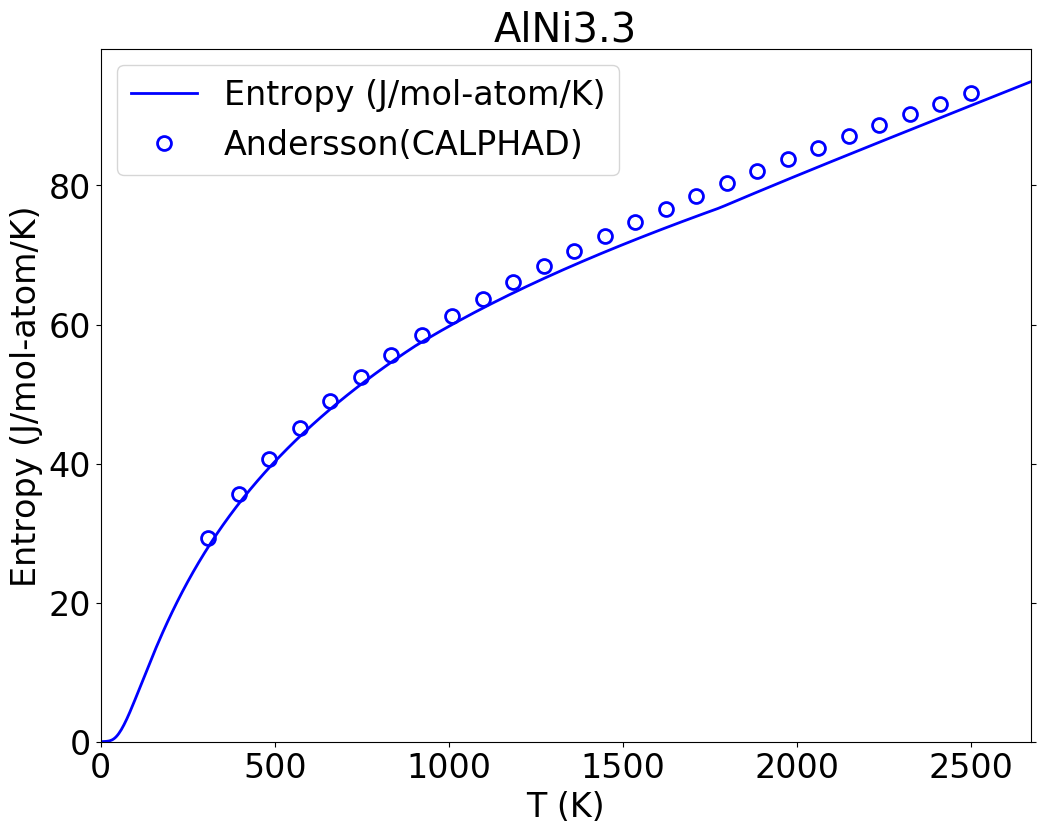 AlNi3.3
Entropy (J/mol-atom/K)
Andersson(CALPHAD)
Entropy (J/mol-atom/K)
80
60
40
20
0
0 500 1000 1500 2000 2500
T (K)